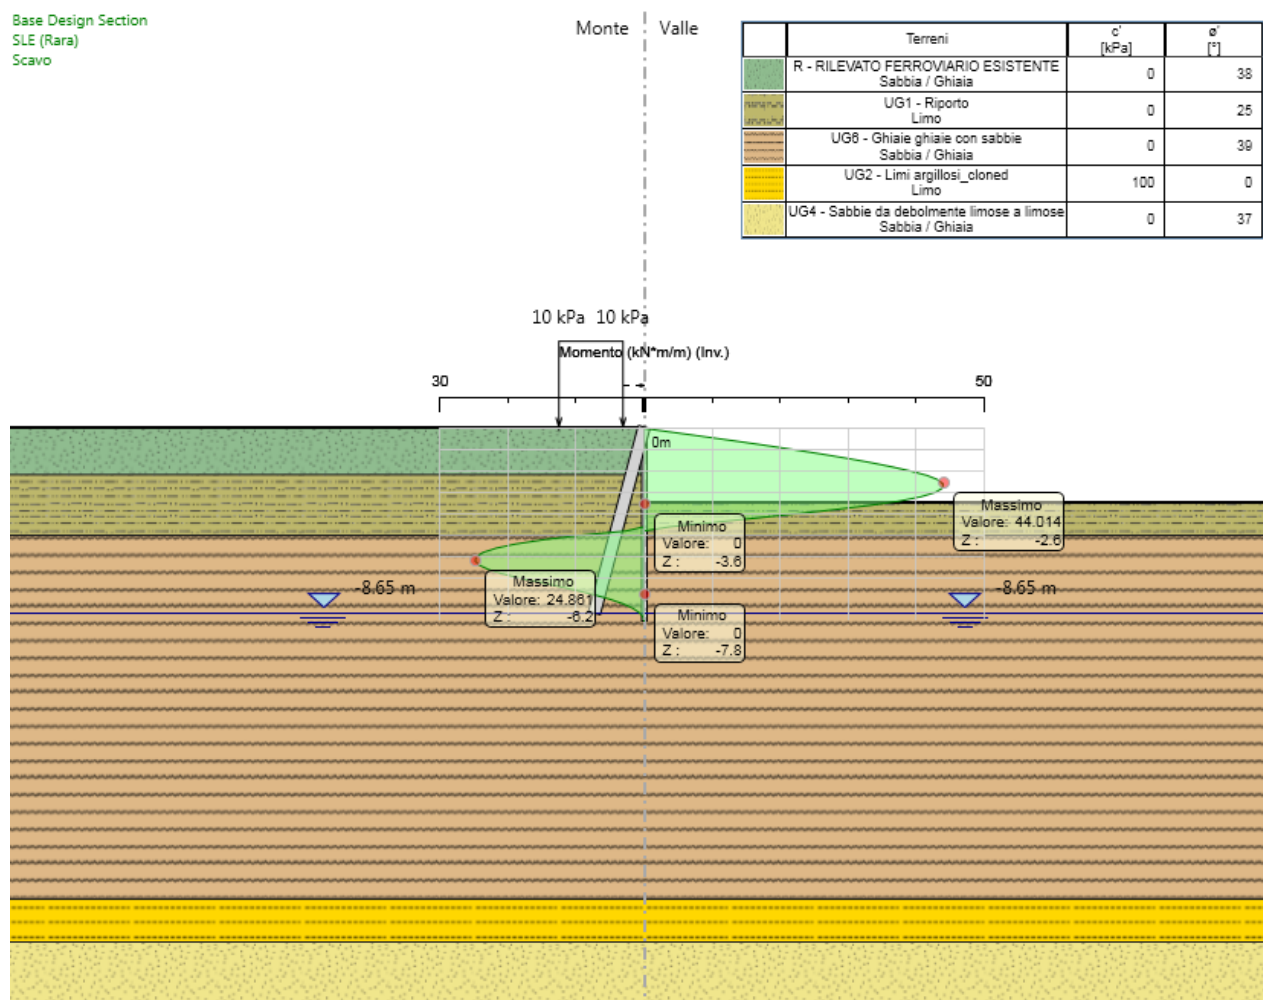 Base Design Section
SLE (Rara)
Scavo
Monte Valle
Terreni c' [kPa] ø' [°]
R - RILEVATO FERROVIARIO ESISTENTE
Sabbia / Ghiaia 0 38
UG1 - Riporto
Limo 0 25
UG6 - Ghiaie ghiaie con sabbie
Sabbia / Ghiaia 0 39
UG2 - Limi argillosi_cloned
Limo 100 0
UG4 - Sabbie da debolmente limose a limose
Sabbia / Ghiaia 0 37
10 kPa 10 kPa
Momento (kN*m/m) (Inv.)
30 50
0m
Massimo
Valore: 44.014
Z : -2.6
Minimo
Valore: 0
Z : -3.6
Massimo
Valore: 24.861
Z : -6.2
-8.65 m -8.65 m
Minimo
Valore: 0
Z : -7.8